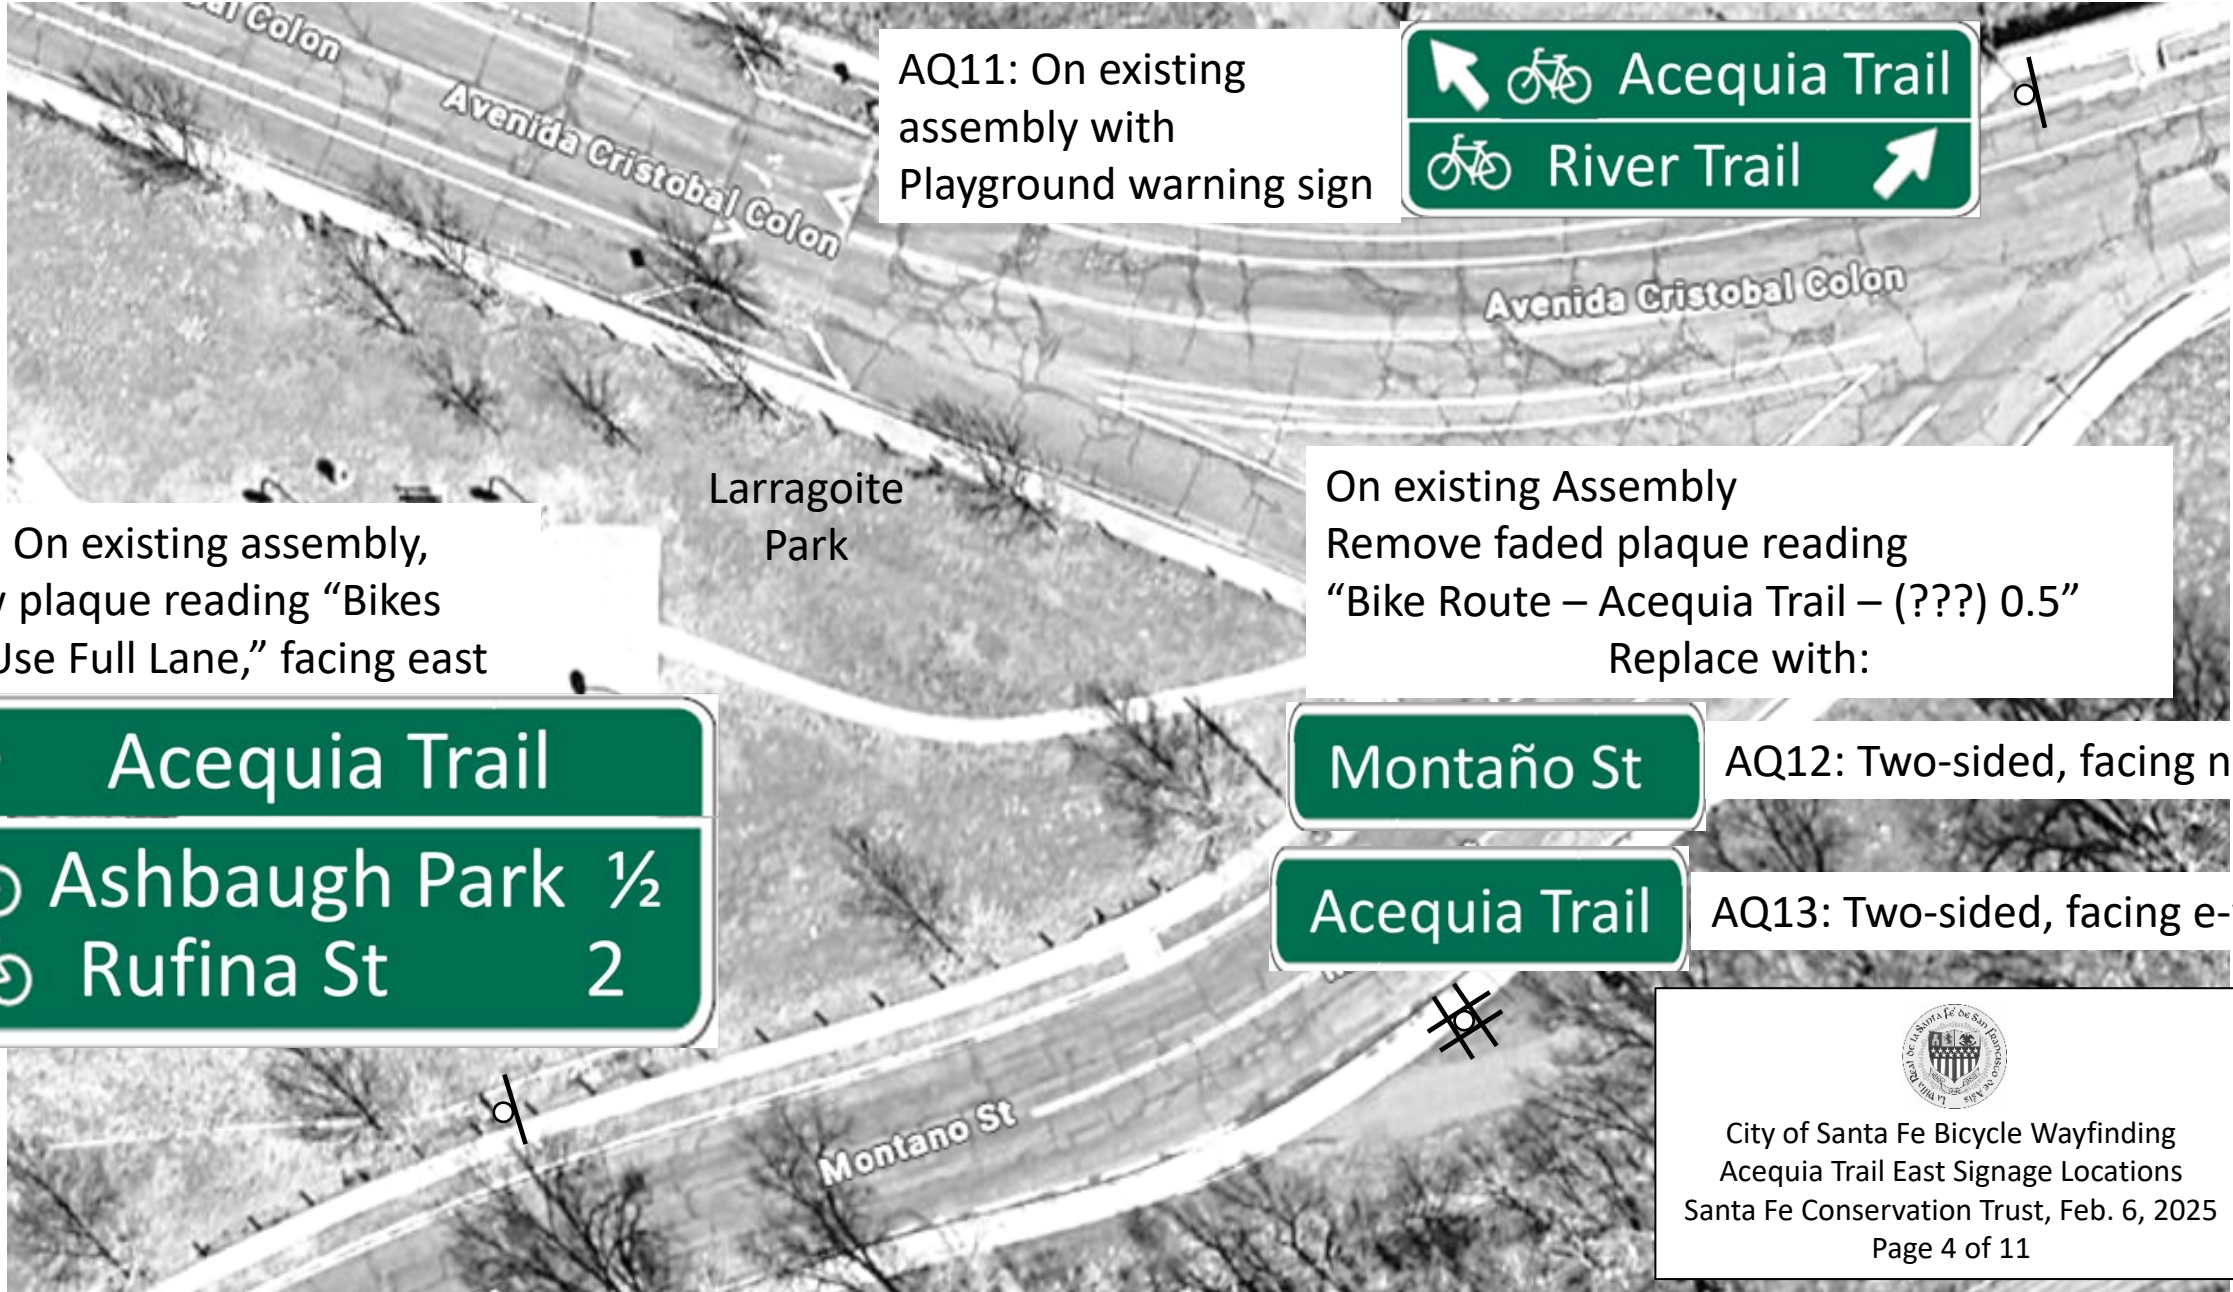 al Colon
Avenida Cristobal Colon
AQ11: On existing
assembly with
Playground warning sign
Acequia Trail
River Trail
Avenida Cristobal Colon
Larragoite
Park
On existing assembly,
plaque reading “Bikes
Use Full Lane,” facing east
Acequia Trail
Ashbaugh Park ½
Rufina St 2
On existing Assembly
Remove faded plaque reading
“Bike Route – Acequia Trail – (???) 0.5”
Replace with:
Montaño St
AQ12: Two-sided, facing n
Acequia Trail
AQ13: Two-sided, facing e-
Montano St
City of Santa Fe Bicycle Wayfinding
Acequia Trail East Signage Locations
Santa Fe Conservation Trust, Feb. 6, 2025
Page 4 of 11